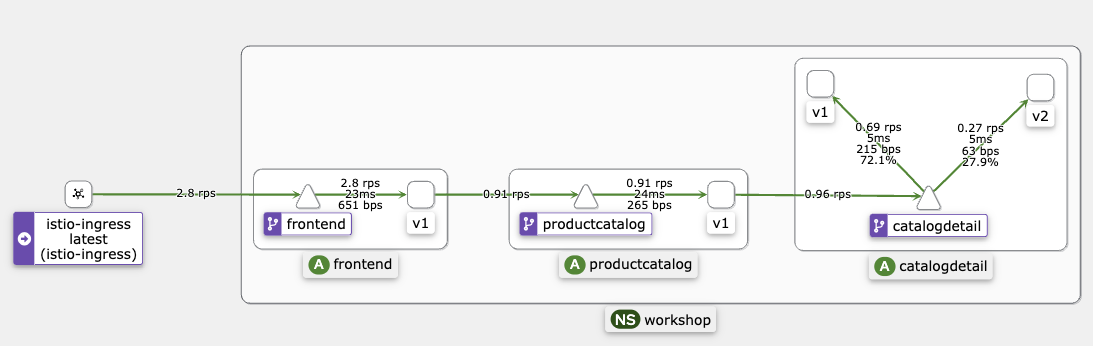 istio-ingress
latest
(istio-ingress)
2.8 rps
2.8 rps
23ms
651 bps
frontend
v1
A frontend
0.91 rps
0.91 rps
24ms
265 bps
productcatalog
v1
A productcatalog
0.96 rps
v1
v2
0.69 rps
5ms
215 bps
72.1%
0.27 rps
5ms
63 bps
27.9%
catalogdetail
A catalogdetail
NS workshop